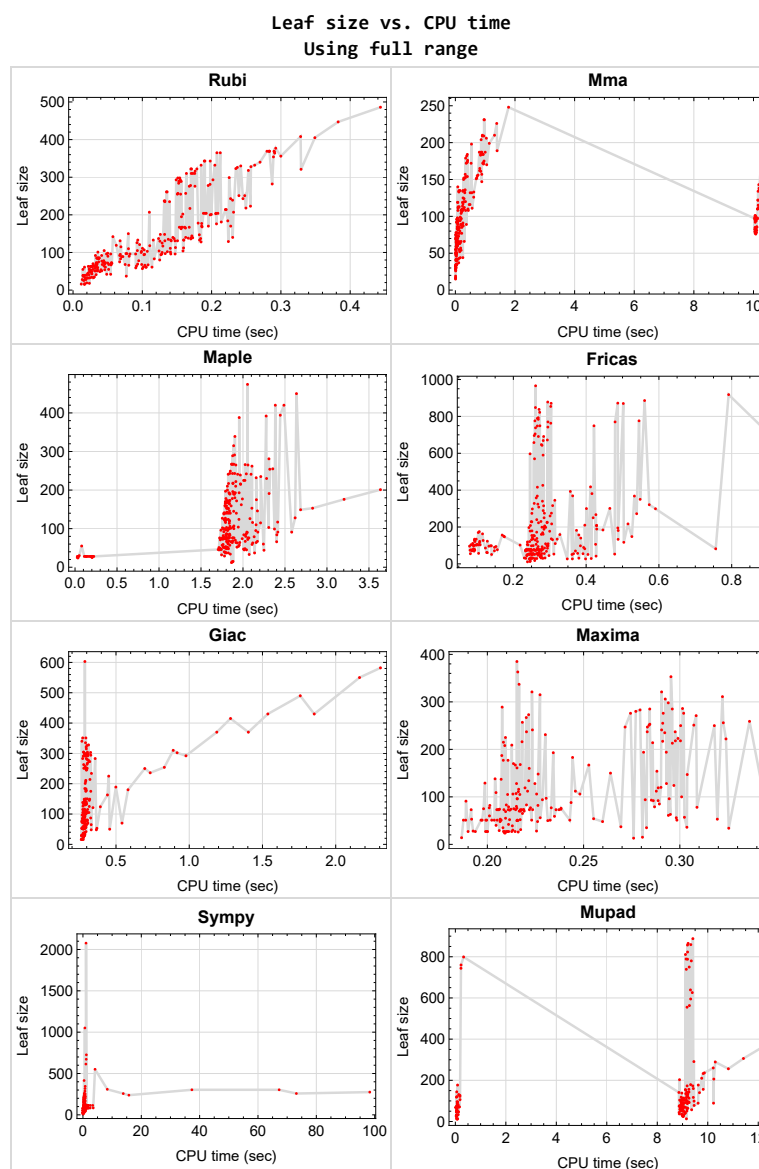 Leaf size vs. CPU time
Using full range
Rubi
Leaf size
500
400
300
200
100
0
0.0 0.1 0.2 0.3 0.4
CPU time (sec)
Mma
Leaf size
250
200
150
100
50
0
0 2 4 6 8 10
CPU time (sec)
Maple
Leaf size
400
300
200
100
0
0.0 0.5 1.0 1.5 2.0 2.5 3.0 3.5
CPU time (sec)
Fricas
Leaf size
1000
800
600
400
200
0
0.2 0.4 0.6 0.8
CPU time (sec)
Giac
Leaf size
600
500
400
300
200
100
0
0.5 1.0 1.5 2.0
CPU time (sec)
Maxima
Leaf size
400
300
200
100
0
0.20 0.25 0.30
CPU time (sec)
Sympy
Leaf size
2000
1500
1000
500
0
0 20 40 60 80 100
CPU time (sec)
Mupad
Leaf size
800
600
400
200
0
0 2 4 6 8 10 12
CPU time (sec)